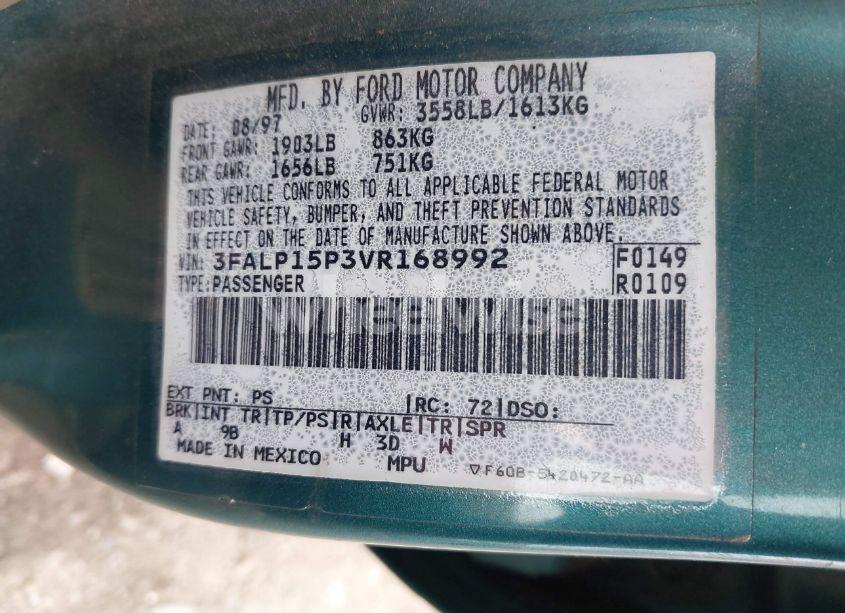 MFD. BY FORD MOTOR COMPANY
DATE: 08/97 GVWR: 3558LB/1613KG
FRONT GAWR: 1903LB 863KG
REAR GAWR: 1656LB 751KG
THIS VEHICLE CONFORMS TO ALL APPLICABLE FEDERAL MOTOR
VEHICLE SAFETY, BUMPER, AND THEFT PREVENTION STANDARDS
IN EFFECT ON THE DATE OF MANUFACTURE SHOWN ABOVE.
VIN: 3FALP15P3VR168992 F0149
TYPE: PASSENGER R0109
EXT PNT: PS RC: 72 DSO:
BRK INT TR TP/PS R AXLE TR SPR
A 9B H 3D W
MADE IN MEXICO MPU F60B-5420472-AA